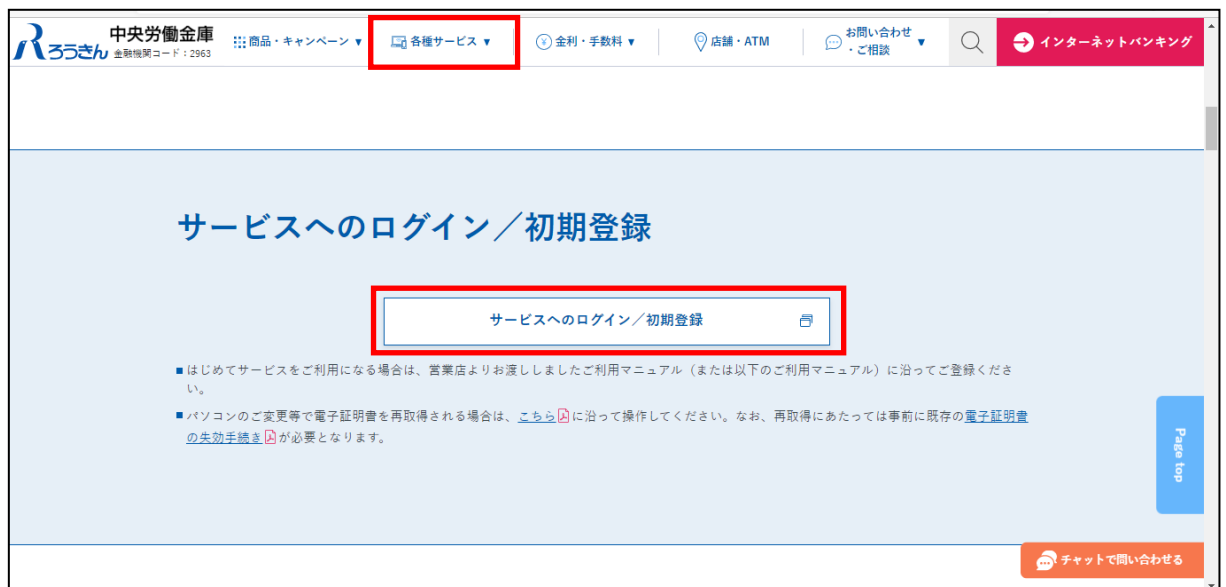 ろうきん 中央労働金庫
金融機関コード:2963
商品・キャンペーン ▼
各種サービス ▼
金利・手数料 ▼
店舗・ATM
お問い合わせ
・ご相談 ▼
インターネットバンキング
サービスへのログイン/初期登録
サービスへのログイン/初期登録
■はじめてサービスをご利用になる場合は、営業店よりお渡ししましたご利用マニュアル(または以下のご利用マニュアル)に沿ってご登録くださ
い。
■パソコンのご変更等で電子証明書を再取得される場合は、こちらに沿って操作してください。なお、再取得にあたっては事前に既存の電子証明書
の失効手続きが必要となります。
Page top
チャットで問い合わせる